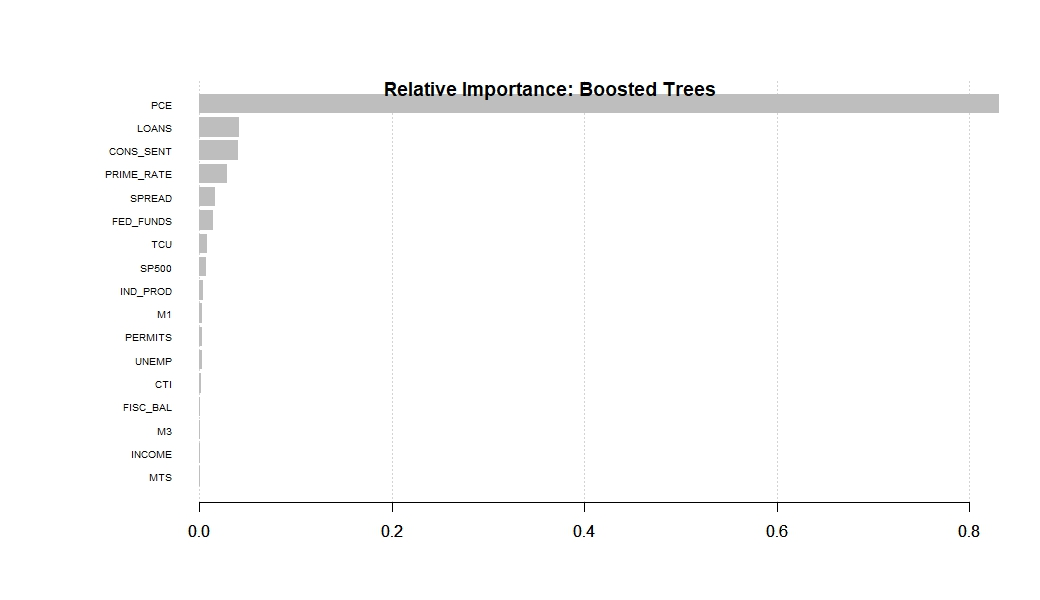 Relative Importance: Boosted Trees
PCE
LOANS
CONS_SENT
PRIME_RATE
SPREAD
FED_FUNDS
TCU
SP500
IND_PROD
M1
PERMITS
UNEMP
CTI
FISC_BAL
M3
INCOME
MTS
0.0 0.2 0.4 0.6 0.8